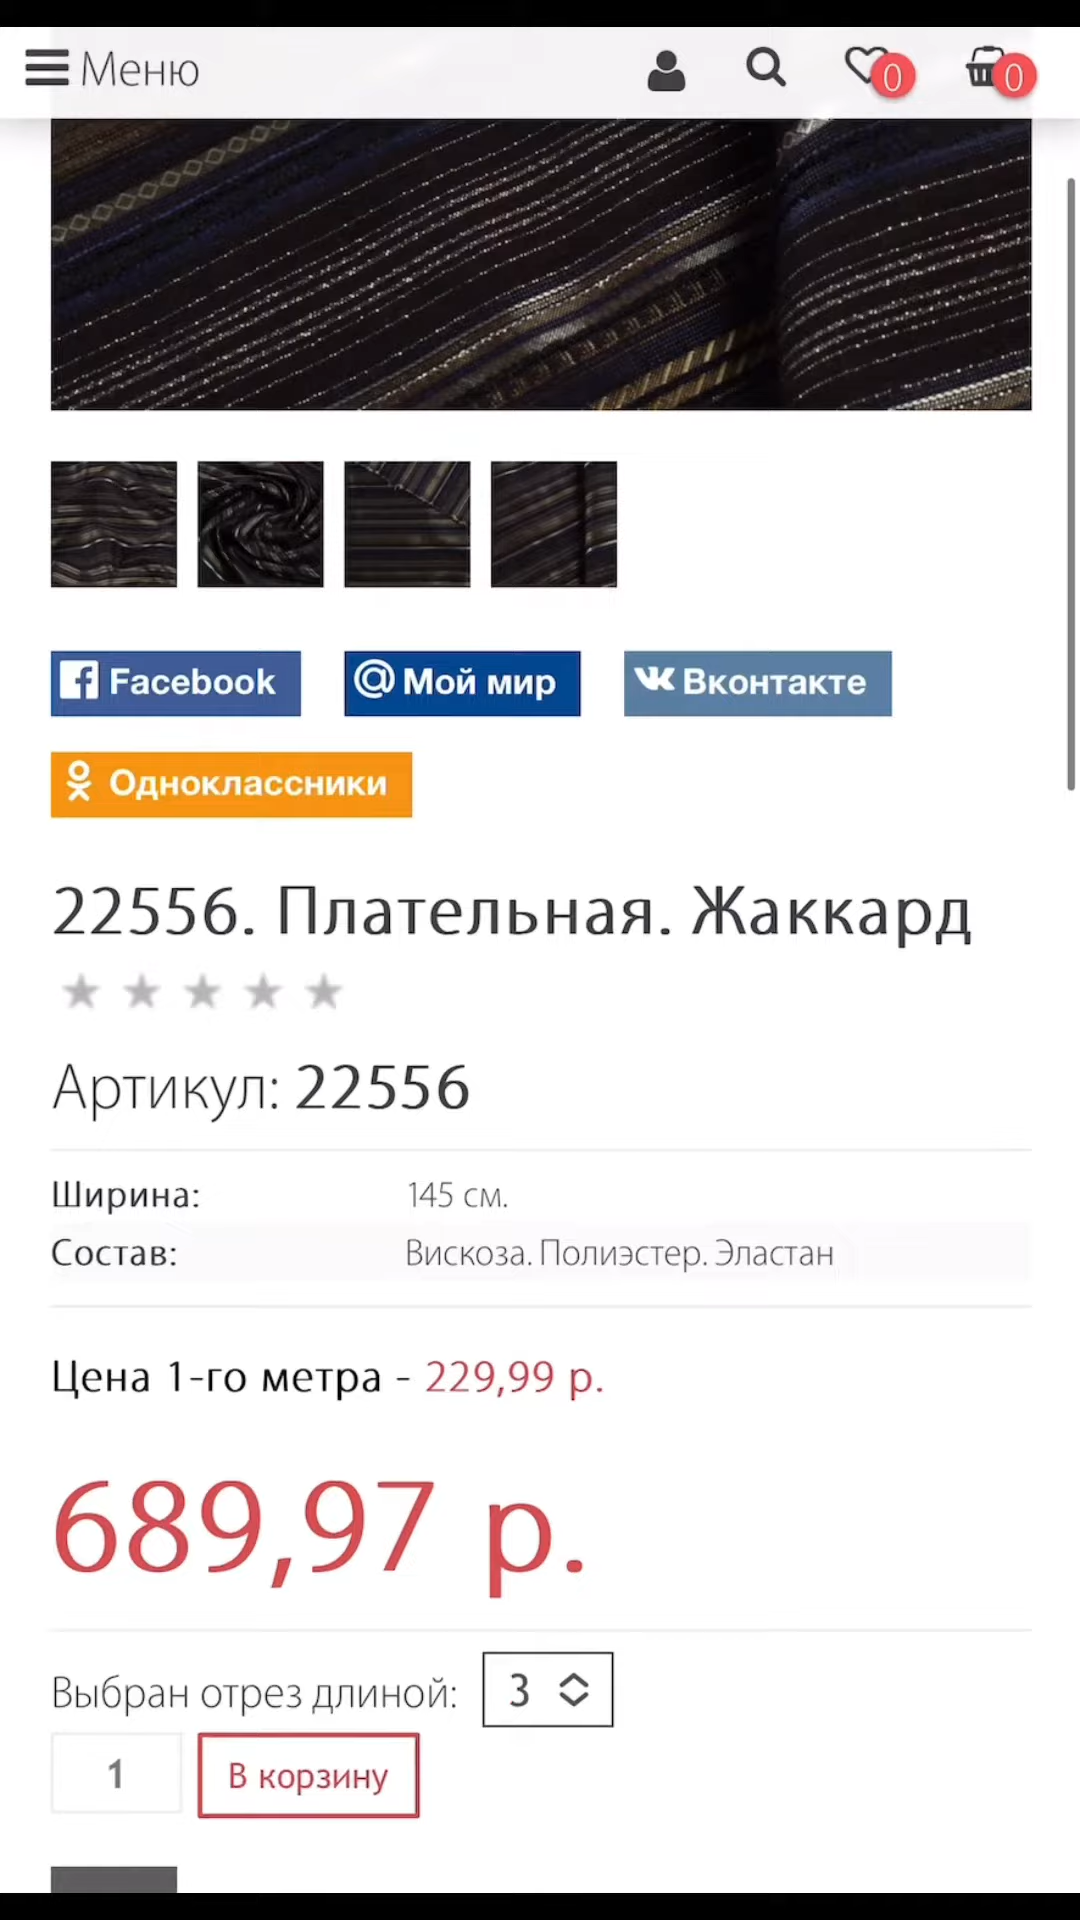 Меню
0
0
Facebook
Мой мир
Вконтакте
Одноклассники
22556. Плательная. Жаккард
Артикул: 22556
Ширина: 145 см.
Состав: Вискоза. Полиэстер. Эластан
Цена 1-го метра - 229,99 р.
689,97 р.
Выбран отрез длиной: 3
1 В корзину